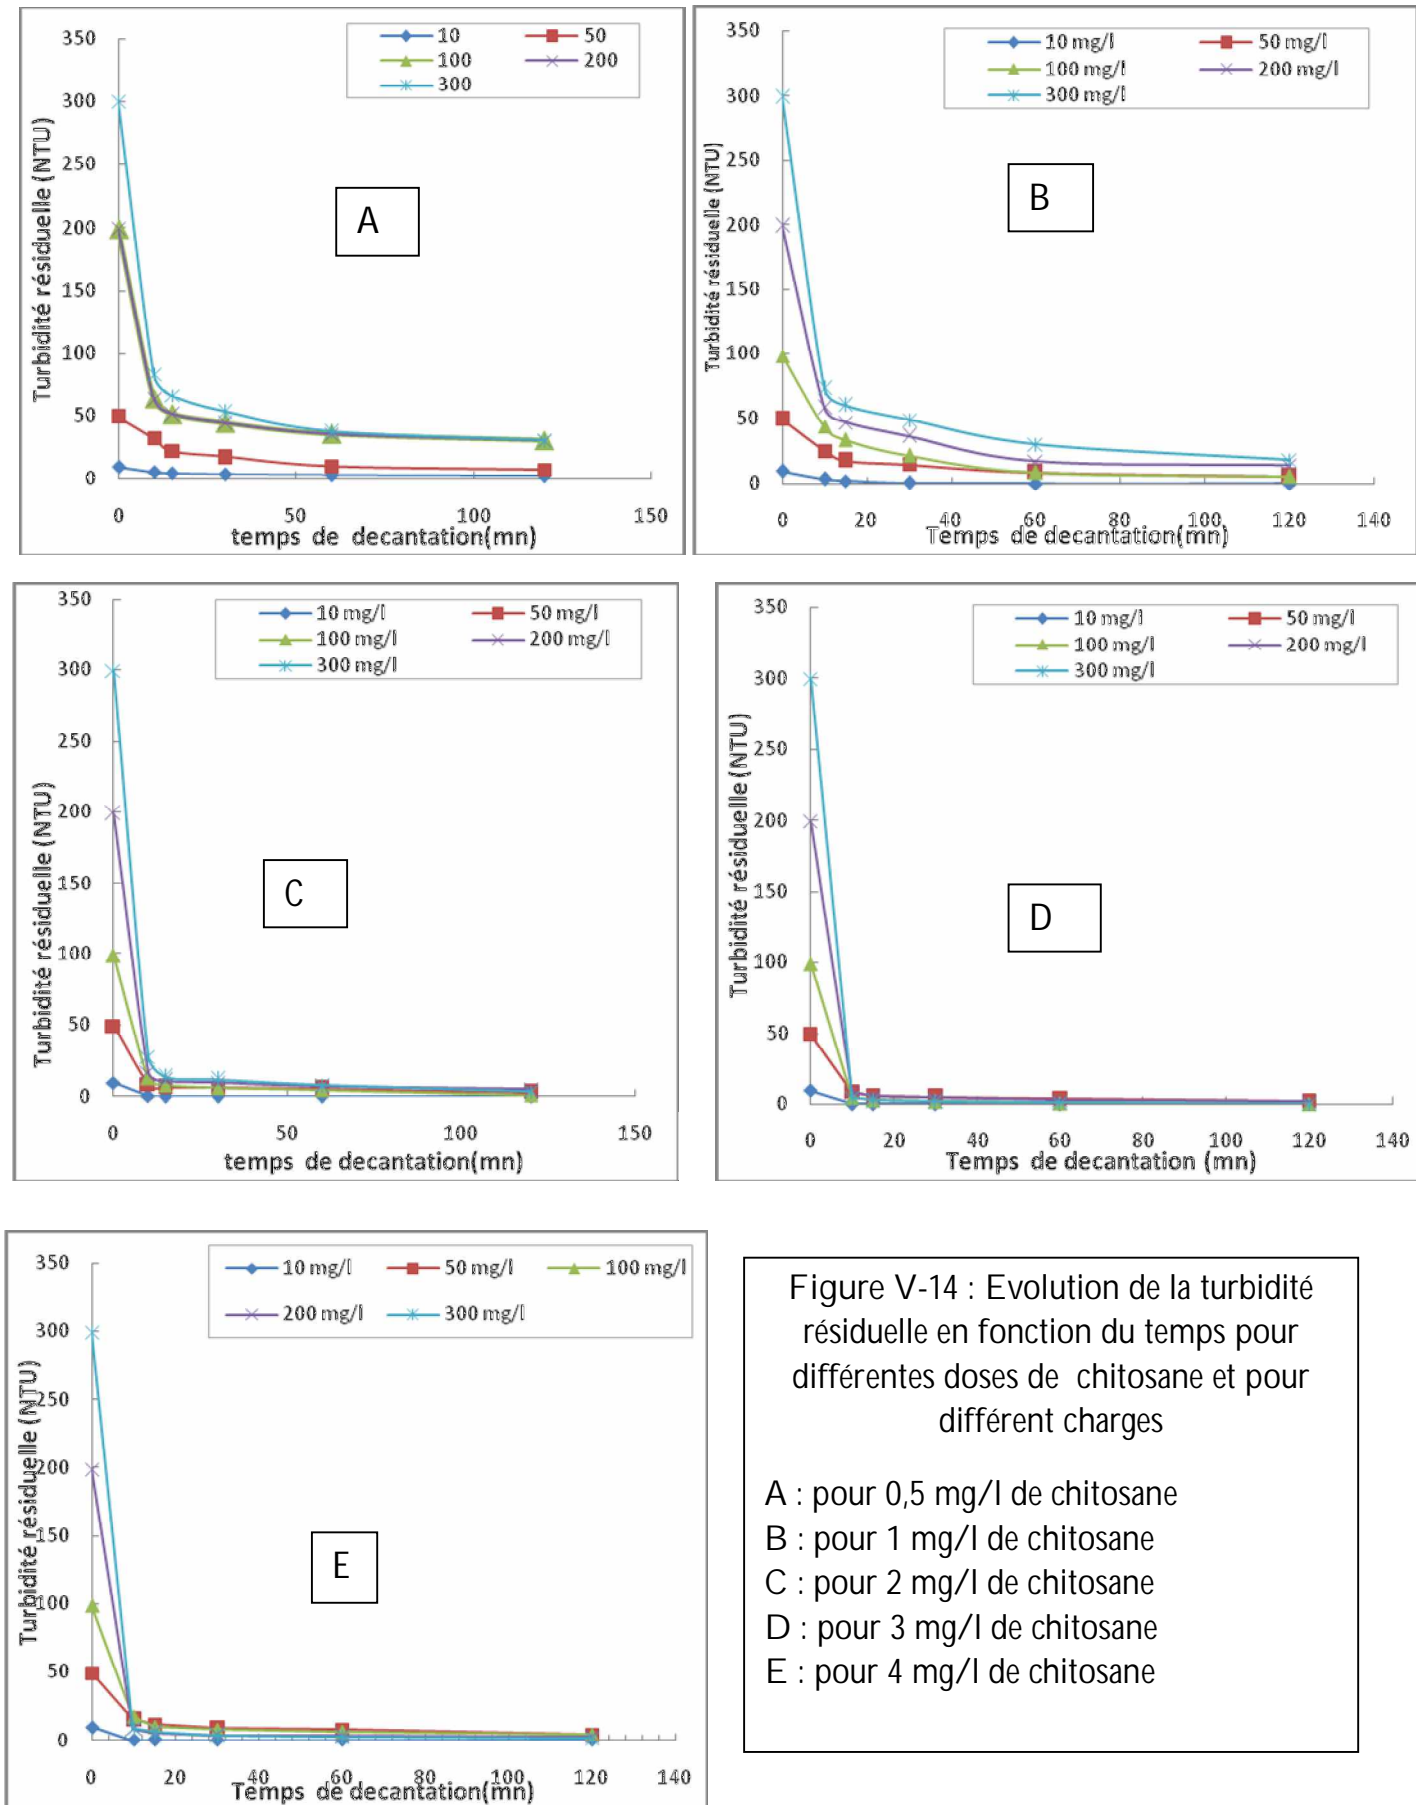 350
300
250
200
150
100
50
0
0 50 100 150
Turbidité résiduelle (NTU)
temps de decantation(mn)
10 50
100 200
300
A
350
300
250
200
150
100
50
0
0 20 40 60 80 100 120 140
Turbidité résiduelle (NTU)
Temps de decantation(mn)
10 mg/l 50 mg/l
100 mg/l 200 mg/l
300 mg/l
B
350
300
250
200
150
100
50
0
0 50 100 150
Turbidité résiduelle (NTU)
temps de decantation(mn)
10 mg/l 50 mg/l
100 mg/l 200 mg/l
300 mg/l
C
350
300
250
200
150
100
50
0
0 20 40 60 80 100 120 140
Turbidité résiduelle (NTU)
Temps de decantation (mn)
10 mg/l 50 mg/l
100 mg/l 200 mg/l
300 mg/l
D
350
300
250
200
150
100
50
0
0 20 40 60 80 100 120 140
Turbidité résiduelle (NTU)
Temps de decantation(mn)
10 mg/l 50 mg/l 100 mg/l
200 mg/l 300 mg/l
E
Figure V-14 : Evolution de la turbidité
résiduelle en fonction du temps pour
différentes doses de chitosane et pour
différent charges
A : pour 0,5 mg/l de chitosane
B : pour 1 mg/l de chitosane
C : pour 2 mg/l de chitosane
D : pour 3 mg/l de chitosane
E : pour 4 mg/l de chitosane